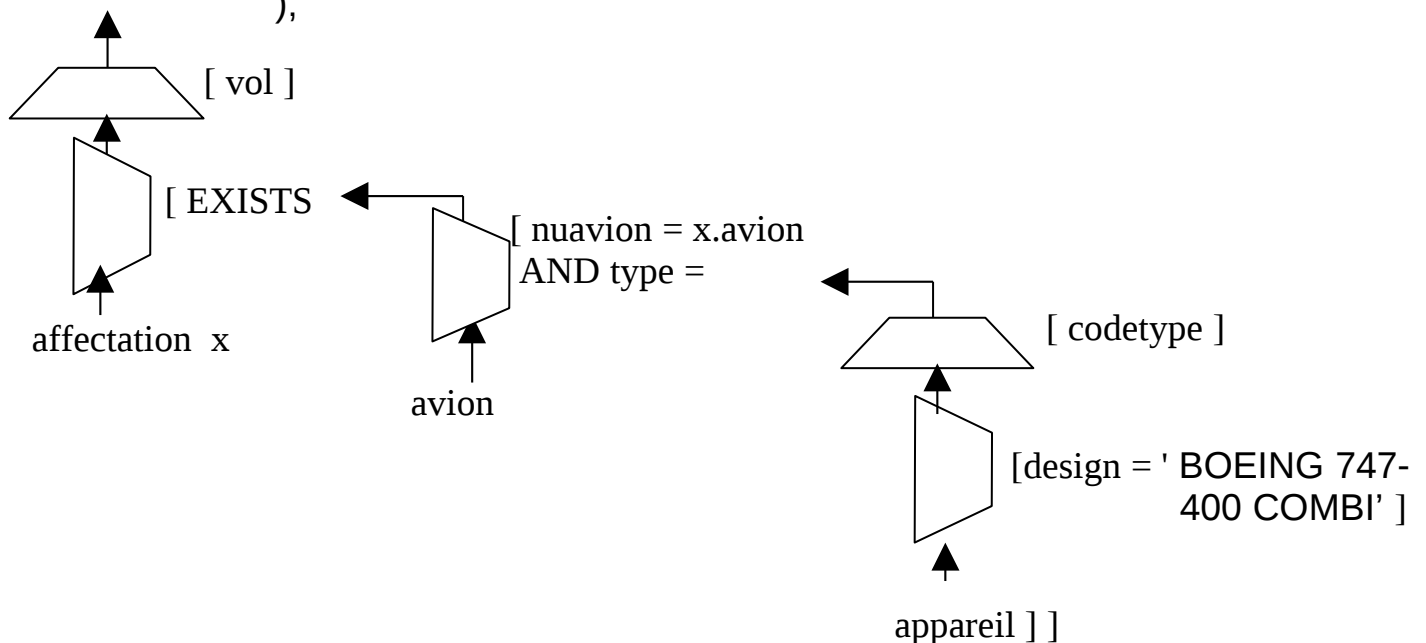 );
[ vol ]
[ EXISTS
[ nuavion = x.avion
AND type =
affectation x
[ codetype ]
avion
[design = ' BOEING 747-
400 COMBI’ ]
appareil ] ]